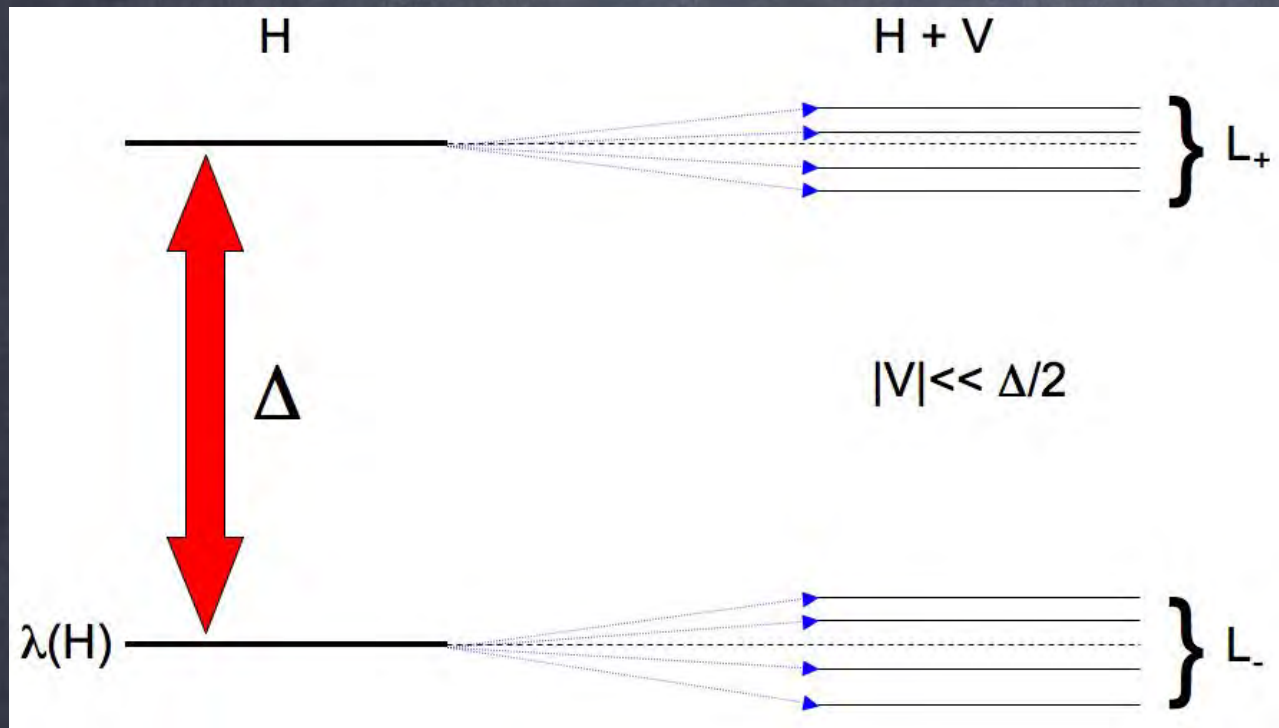 H
H + V
} L₊
Δ
|V|<< Δ/2
λ(H)
} L₋